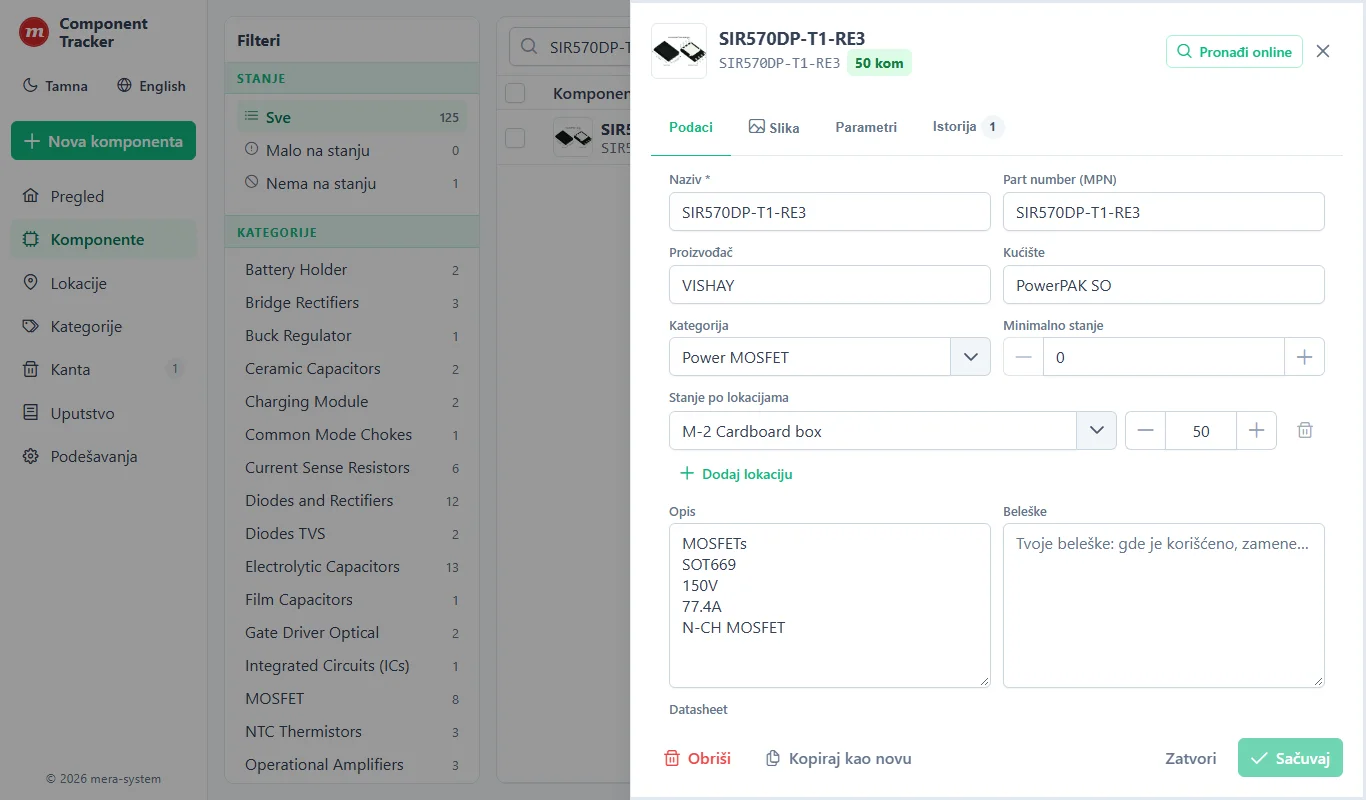 m
Component
Tracker
Tamna
English
Nova komponenta
Pregled
Komponente
Lokacije
Kategorije
Kanta 1
Uputstvo
Podešavanja
© 2026 mera-system
Filteri
STANJE
Sve 125
Malo na stanju 0
Nema na stanju 1
KATEGORIJE
Battery Holder 2
Bridge Rectifiers 3
Buck Regulator 1
Ceramic Capacitors 2
Charging Module 2
Common Mode Chokes 1
Current Sense Resistors 6
Diodes and Rectifiers 12
Diodes TVS 2
Electrolytic Capacitors 13
Film Capacitors 1
Gate Driver Optical 2
Integrated Circuits (ICs) 1
MOSFET 8
NTC Thermistors 3
Operational Amplifiers 3
SIR570DP-T
Komponen
SIR5
SIR5
SIR570DP-T1-RE3
SIR570DP-T1-RE3 50 kom
Pronađi online
Podaci
Slika
Parametri
Istorija 1
Naziv *
SIR570DP-T1-RE3
Part number (MPN)
SIR570DP-T1-RE3
Proizvođač
VISHAY
Kućište
PowerPAK SO
Kategorija
Power MOSFET
Minimalno stanje
0
Stanje po lokacijama
M-2 Cardboard box
50
Dodaj lokaciju
Opis
MOSFETs
SOT669
150V
77.4A
N-CH MOSFET
Beleške
Tvoje beleške: gde je korišćeno, zamene...
Datasheet
Obriši
Kopiraj kao novu
Zatvori
Sačuvaj